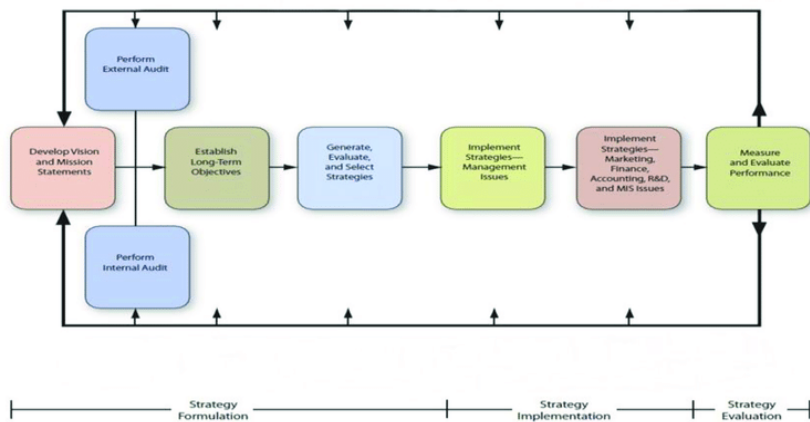 Perform
External Audit
Develop Vision
and Mission
Statements
Establish
Long-Term
Objectives
Generate,
Evaluate,
and Select
Strategies
Implement
Strategies—
Management
Issues
Implement
Strategies—
Marketing,
Finance,
Accounting, R&D,
and MIS Issues
Measure
and Evaluate
Performance
Perform
Internal Audit
Strategy
Formulation
Strategy
Implementation
Strategy
Evaluation